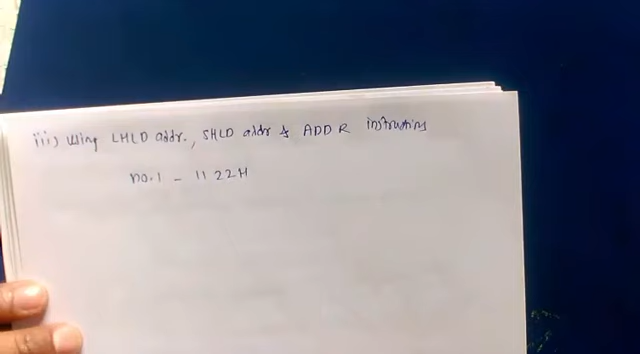 iii) Using LHLD addr., SHLD addr & ADD R instructions
no.1 - 1122H